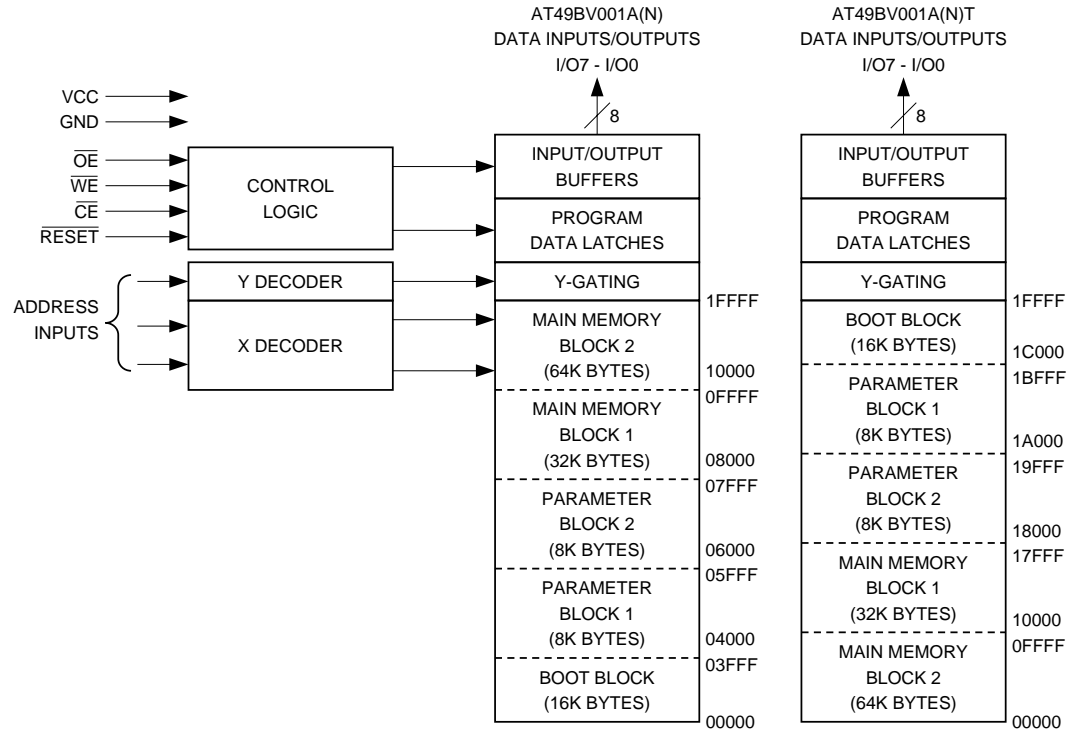 AT49BV001A(N)
DATA INPUTS/OUTPUTS
I/O7 - I/O0
8
AT49BV001A(N)T
DATA INPUTS/OUTPUTS
I/O7 - I/O0
8
VCC
GND
OE
WE
CE
RESET
ADDRESS
INPUTS
CONTROL
LOGIC
Y DECODER
X DECODER
INPUT/OUTPUT
BUFFERS
PROGRAM
DATA LATCHES
Y-GATING
1FFFF
MAIN MEMORY
BLOCK 2
(64K BYTES)
10000
0FFFF
MAIN MEMORY
BLOCK 1
(32K BYTES)
08000
07FFF
PARAMETER
BLOCK 2
(8K BYTES)
06000
05FFF
PARAMETER
BLOCK 1
(8K BYTES)
04000
03FFF
BOOT BLOCK
(16K BYTES)
00000
INPUT/OUTPUT
BUFFERS
PROGRAM
DATA LATCHES
Y-GATING
1FFFF
BOOT BLOCK
(16K BYTES)
1C000
1BFFF
PARAMETER
BLOCK 1
(8K BYTES)
1A000
19FFF
PARAMETER
BLOCK 2
(8K BYTES)
18000
17FFF
MAIN MEMORY
BLOCK 1
(32K BYTES)
10000
0FFFF
MAIN MEMORY
BLOCK 2
(64K BYTES)
00000